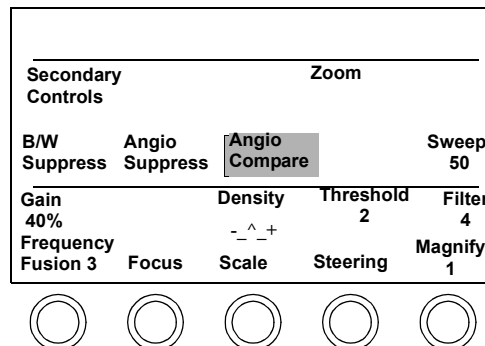 Secondary Zoom
Controls
B/W Angio Angio Sweep
Suppress Suppress Compare 50
Gain Density Threshold Filter
40% 2 4
-_^_+
Frequency Magnify
Fusion 3 Focus Scale Steering 1